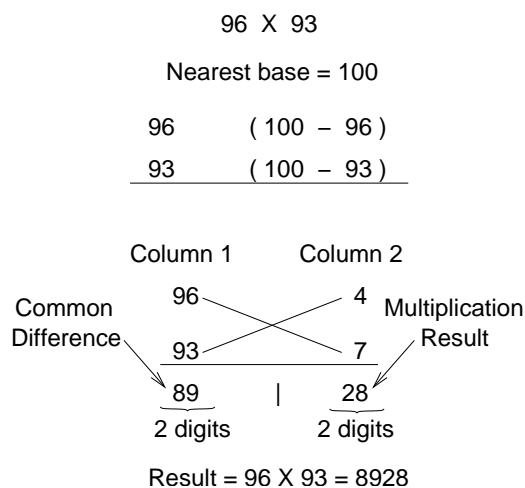 96 X 93
Nearest base = 100
96 ( 100 – 96 )
93 ( 100 – 93 )
Column 1 Column 2
Common
Difference
96 4
93 7
Multiplication
Result
89 | 28
2 digits 2 digits
Result = 96 X 93 = 8928